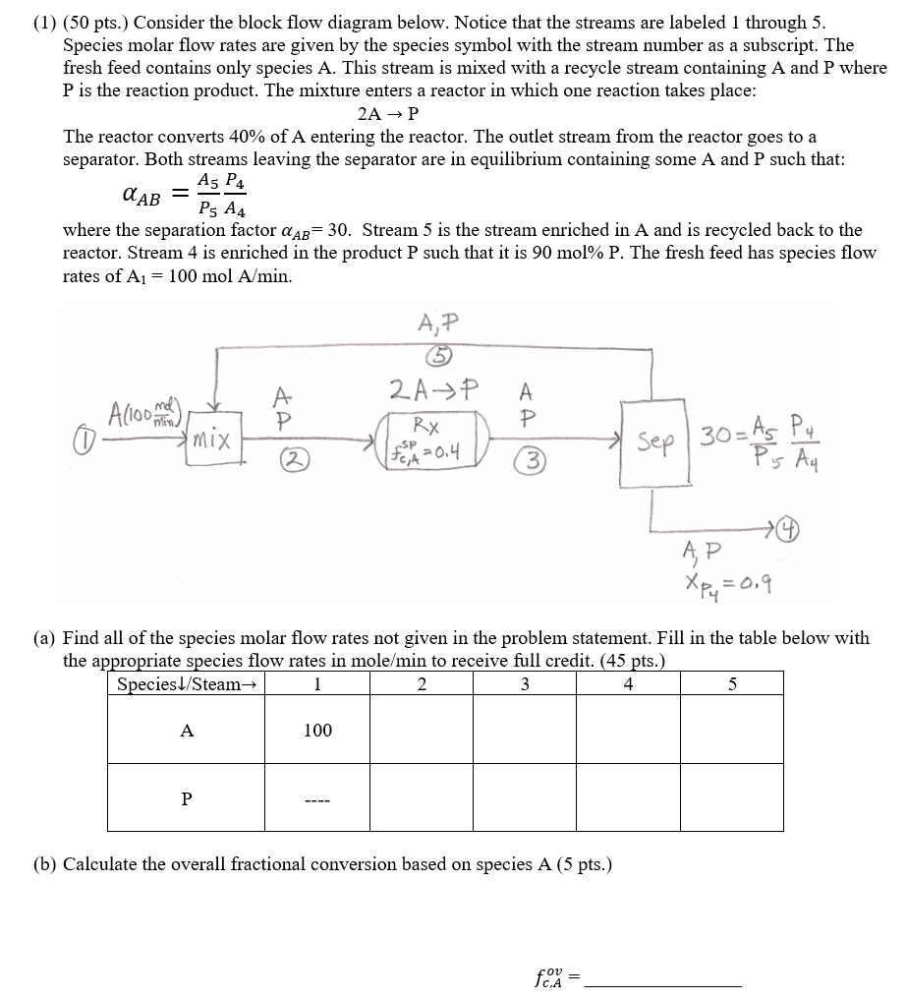 (1) (50 pts.) Consider the block flow diagram below. Notice that the streams are labeled 1 through 5.
Species molar flow rates are given by the species symbol with the stream number as a subscript. The
fresh feed contains only species A. This stream is mixed with a recycle stream containing A and P where
P is the reaction product. The mixture enters a reactor in which one reaction takes place:
2A → P
The reactor converts 40% of A entering the reactor. The outlet stream from the reactor goes to a
separator. Both streams leaving the separator are in equilibrium containing some A and P such that:
α_AB = A₅ P₄ / P₅ A₄
where the separation factor α_AB= 30. Stream 5 is the stream enriched in A and is recycled back to the
reactor. Stream 4 is enriched in the product P such that it is 90 mol% P. The fresh feed has species flow
rates of A₁ = 100 mol A/min.
A, P
⑤
2A→P
A(100 mol/min)
①
mix
A
P
②
Rx
f^SP_c,A = 0.4
A
P
③
Sep
30 = A₅ P₄ / P₅ A₄
④
A, P
X_P₄ = 0.9
(a) Find all of the species molar flow rates not given in the problem statement. Fill in the table below with
the appropriate species flow rates in mole/min to receive full credit. (45 pts.)
Species↓/Steam→ 1 2 3 4 5
A 100
P ----
(b) Calculate the overall fractional conversion based on species A (5 pts.)
f^ov_c,A = ________________